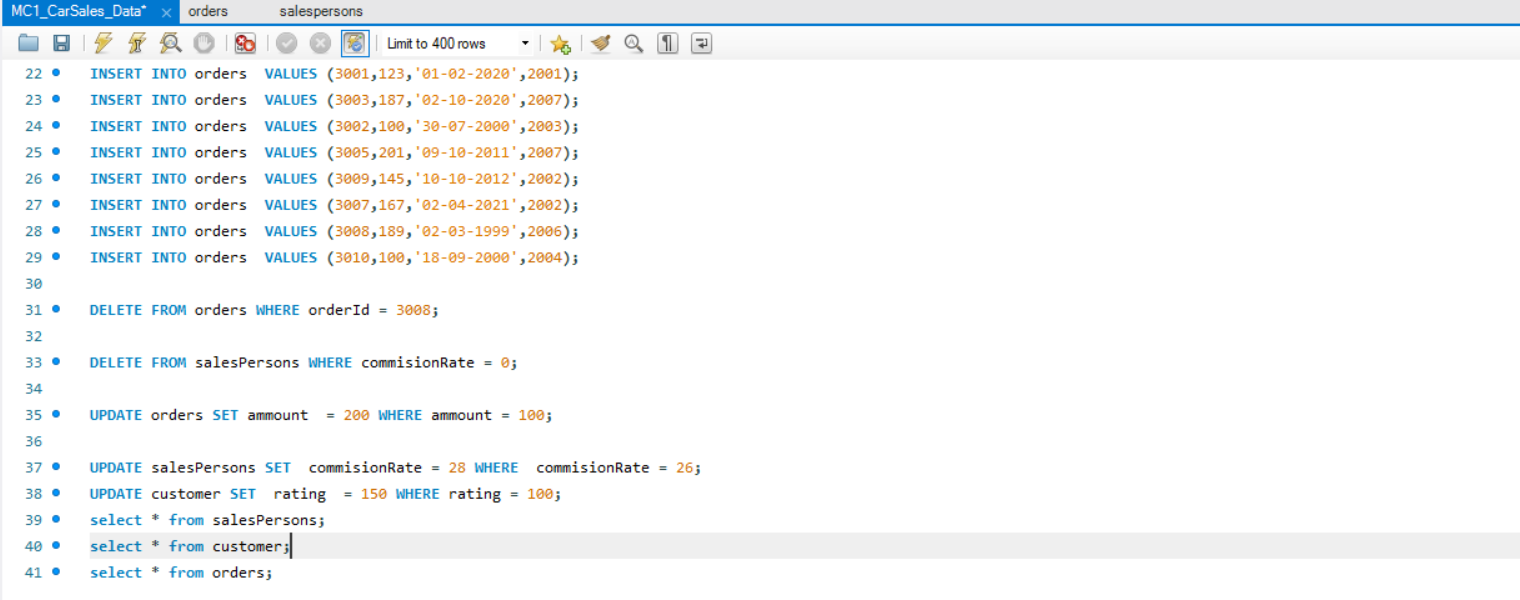 MC1_CarSales_Data* × orders salespersons
Limit to 400 rows
22 INSERT INTO orders  VALUES (3001,123,'01-02-2020',2001);
23 INSERT INTO orders  VALUES (3003,187,'02-10-2020',2007);
24 INSERT INTO orders  VALUES (3002,100,'30-07-2000',2003);
25 INSERT INTO orders  VALUES (3005,201,'09-10-2011',2007);
26 INSERT INTO orders  VALUES (3009,145,'10-10-2012',2002);
27 INSERT INTO orders  VALUES (3007,167,'02-04-2021',2002);
28 INSERT INTO orders  VALUES (3008,189,'02-03-1999',2006);
29 INSERT INTO orders  VALUES (3010,100,'18-09-2000',2004);
30
31 DELETE FROM orders WHERE orderId = 3008;
32
33 DELETE FROM salesPersons WHERE commisionRate = 0;
34
35 UPDATE orders SET ammount  = 200 WHERE ammount = 100;
36
37 UPDATE salesPersons SET  commisionRate = 28 WHERE  commisionRate = 26;
38 UPDATE customer SET  rating  = 150 WHERE rating = 100;
39 select * from salesPersons;
40 select * from customer;
41 select * from orders;